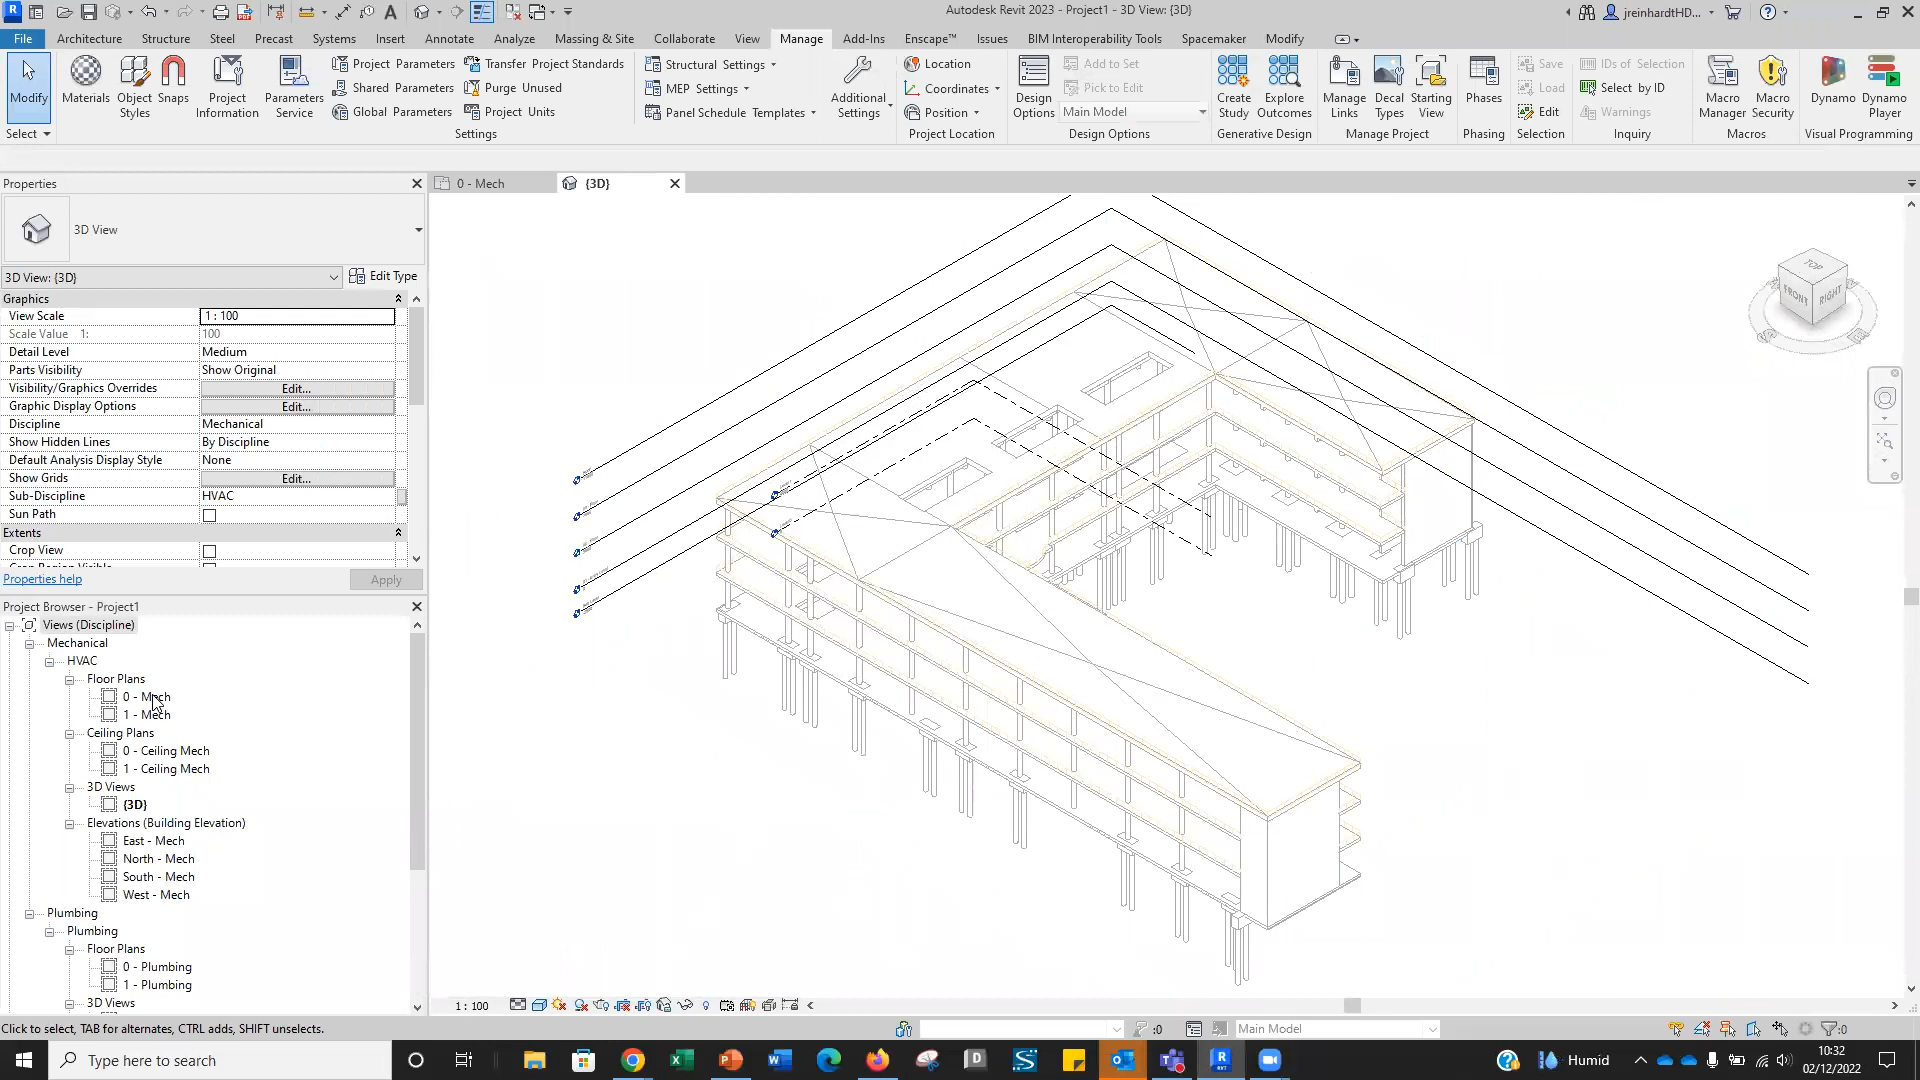 Autodesk Revit 2023 - Project1 - 3D View: {3D}
jreinhardtHD...
File Architecture Structure Steel Precast Systems Insert Annotate Analyze Massing & Site Collaborate View Manage Add-Ins Enscape™ Issues BIM Interoperability Tools Spacemaker Modify
Modify
Select
Materials
Object Styles
Snaps
Project Information
Parameters Service
Project Parameters
Shared Parameters
Global Parameters
Transfer Project Standards
Purge Unused
Project Units
Settings
Structural Settings
MEP Settings
Panel Schedule Templates
Additional Settings
Location
Coordinates
Position
Project Location
Design Options
Add to Set
Pick to Edit
Main Model
Design Options
Create Study
Explore Outcomes
Generative Design
Manage Links
Decal Types
Starting View
Manage Project
Phases
Phasing
Save
Load
Edit
Selection
IDs of Selection
Select by ID
Warnings
Inquiry
Macro Manager
Macro Security
Macros
Dynamo
Dynamo Player
Visual Programming
Properties
3D View
3D View: {3D}
Edit Type
Graphics
View Scale 1 : 100
Scale Value 1: 100
Detail Level Medium
Parts Visibility Show Original
Visibility/Graphics Overrides Edit...
Graphic Display Options Edit...
Discipline Mechanical
Show Hidden Lines By Discipline
Default Analysis Display Style None
Show Grids Edit...
Sub-Discipline HVAC
Sun Path
Extents
Crop View
Crop Region Visible
Properties help
Apply
0 - Mech
{3D}
TOP
FRONT
RIGHT
Project Browser - Project1
Views (Discipline)
Mechanical
HVAC
Floor Plans
0 - Mech
1 - Mech
Ceiling Plans
0 - Ceiling Mech
1 - Ceiling Mech
3D Views
{3D}
Elevations (Building Elevation)
East - Mech
North - Mech
South - Mech
West - Mech
Plumbing
Plumbing
Floor Plans
0 - Plumbing
1 - Plumbing
3D Views
1 : 100
Click to select, TAB for alternates, CTRL adds, SHIFT unselects.
:0
Main Model
:0
Type here to search
Humid
10:32
02/12/2022